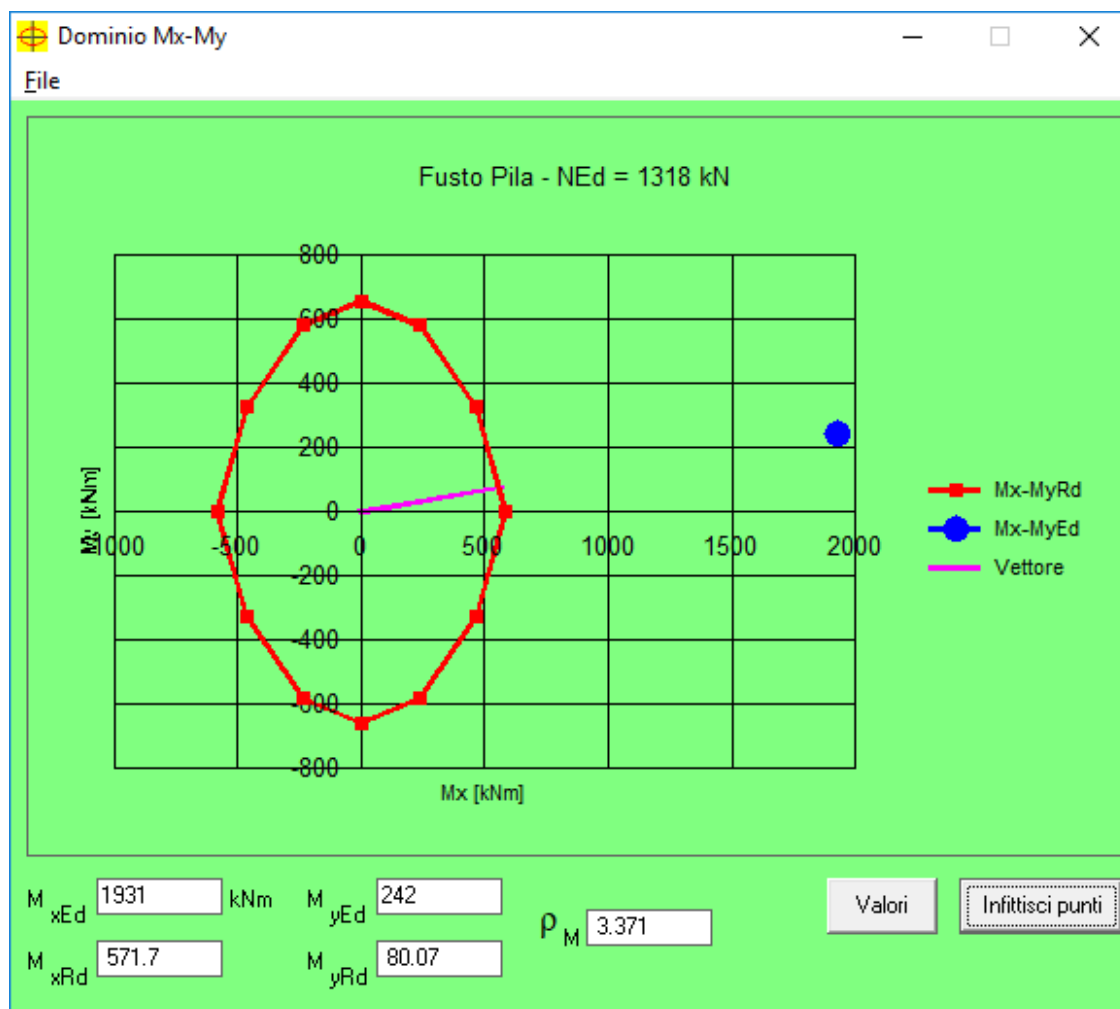 Dominio Mx-My
File
Fusto Pila - NEd = 1318 kN
800
600
400
200
0
-200
-400
-600
-800
-1000 -500 0 500 1000 1500 2000
My [kNm]
Mx [kNm]
Mx-MyRd
Mx-MyEd
Vettore
M xEd 1931 kNm M yEd 242
M xRd 571.7 M yRd 80.07
ρ M 3.371
Valori
Infittisci punti